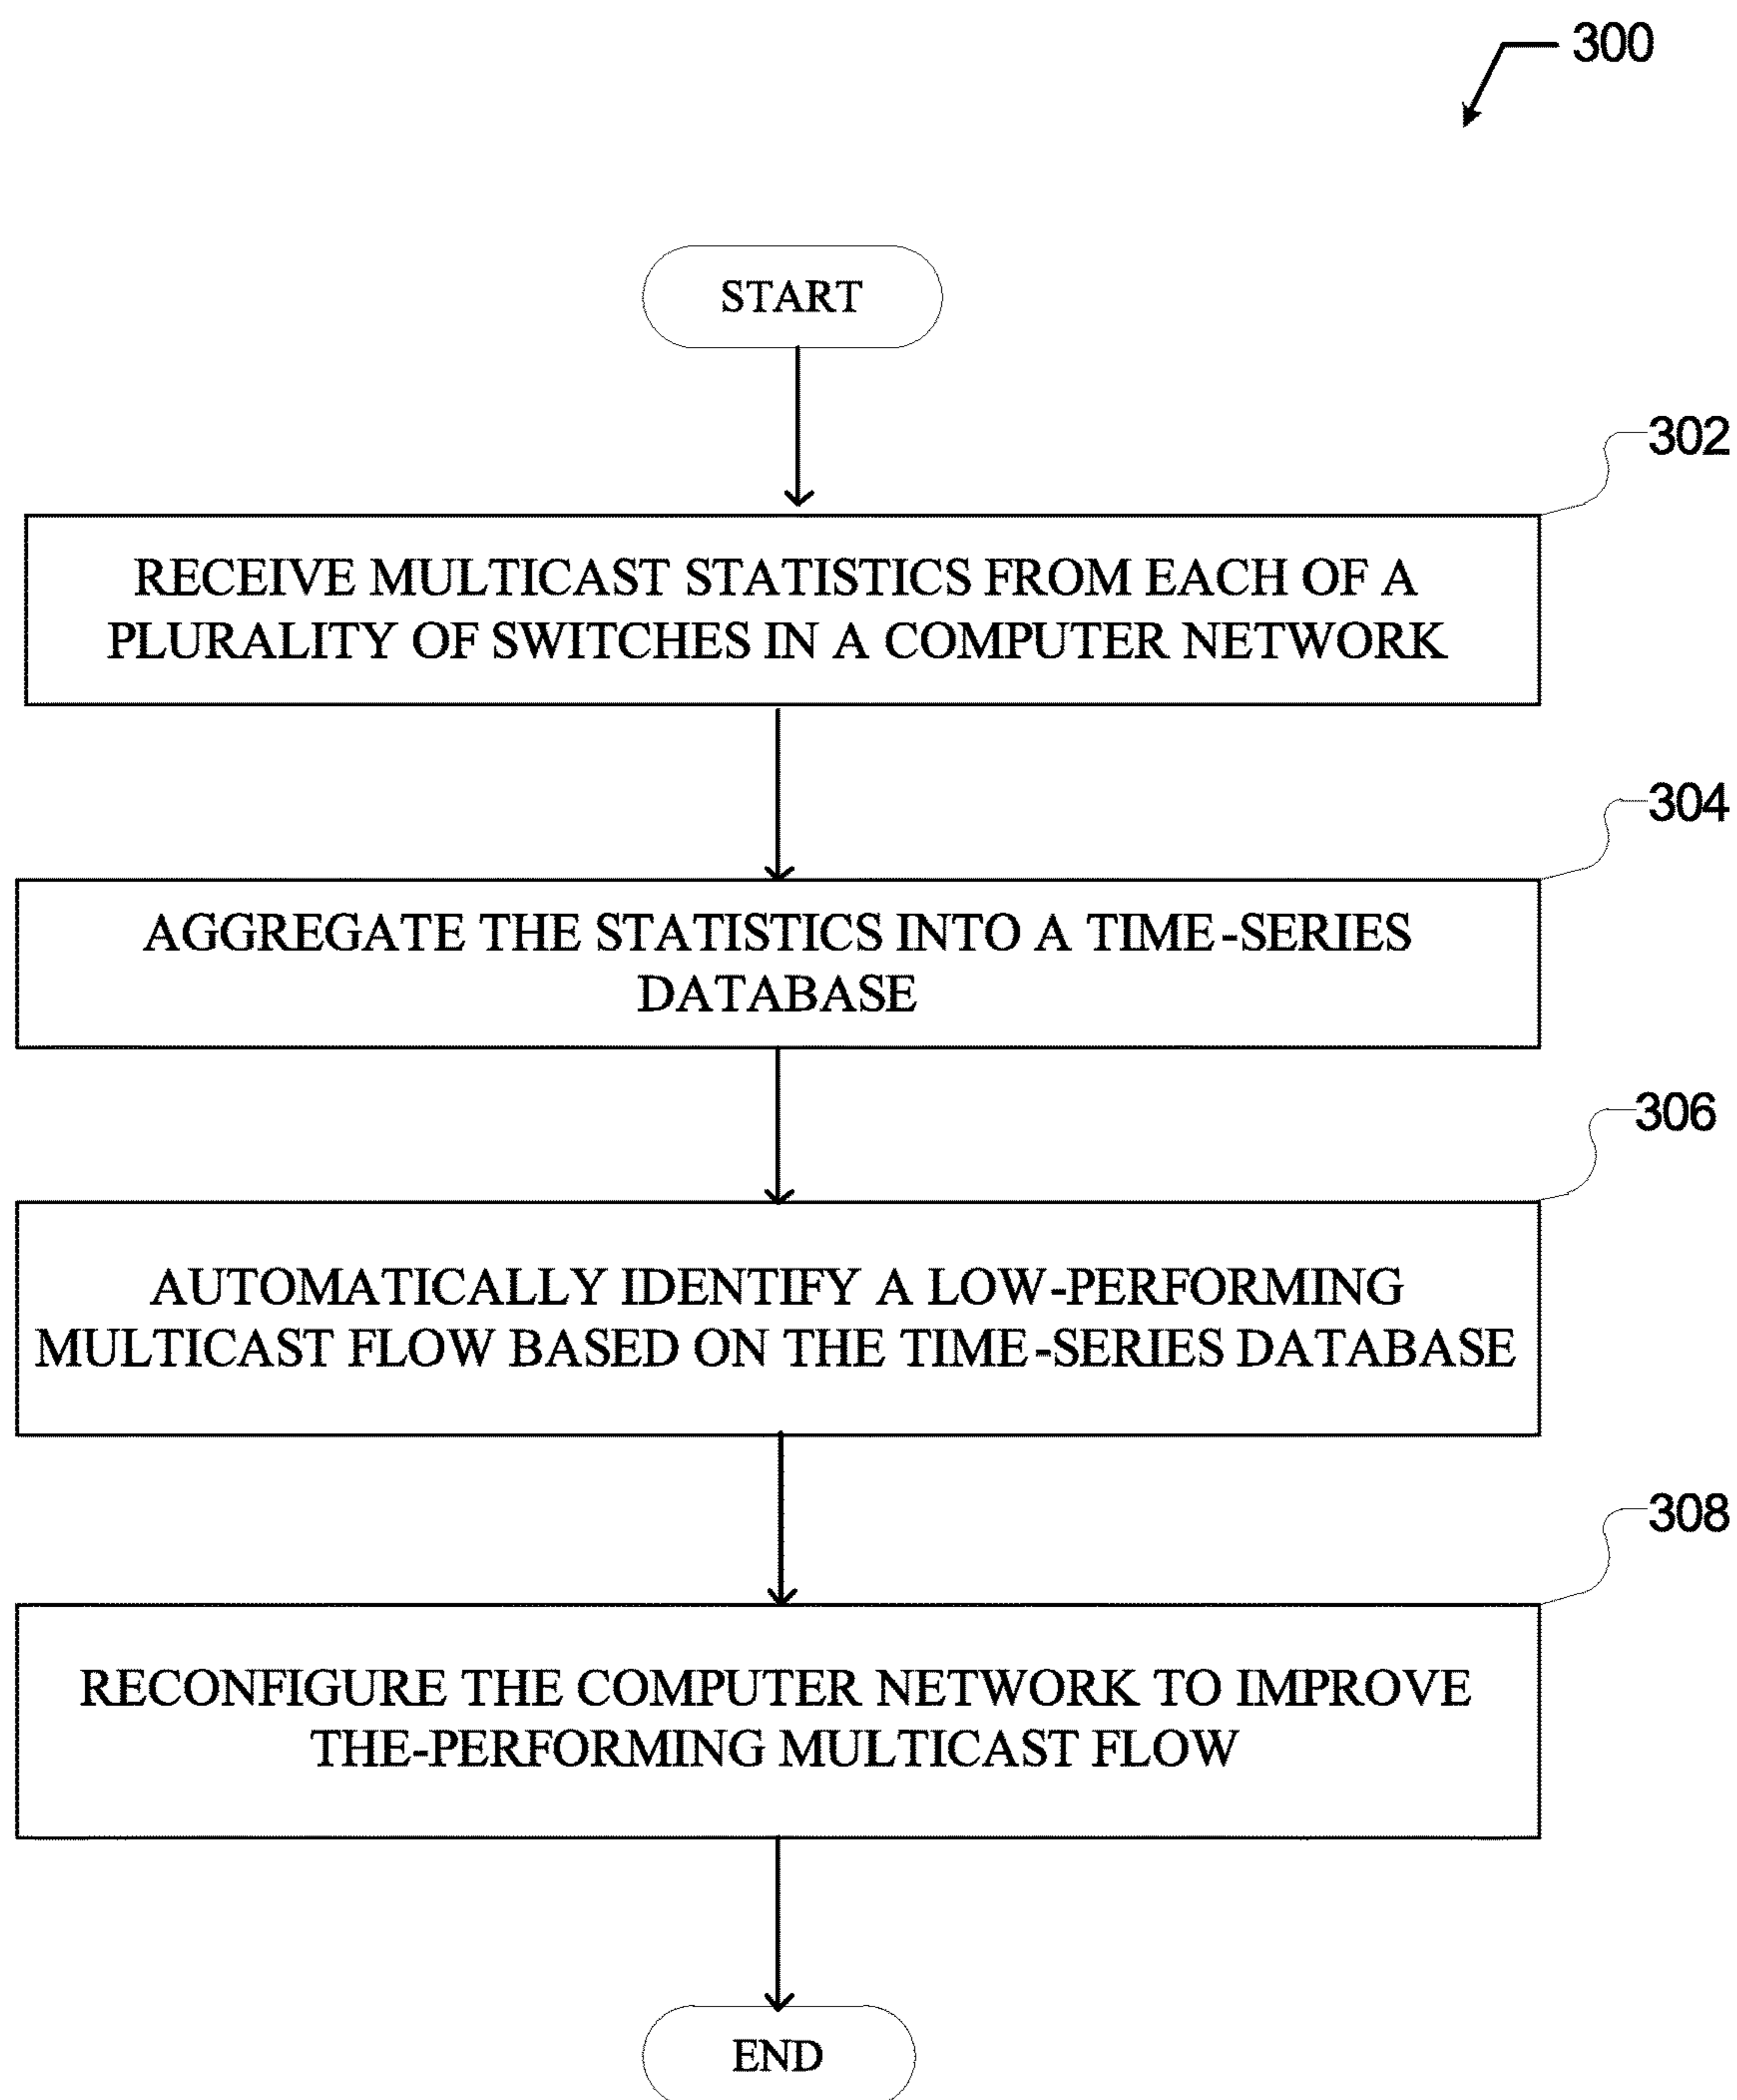 300
START
302
RECEIVE MULTICAST STATISTICS FROM EACH OF A
PLURALITY OF SWITCHES IN A COMPUTER NETWORK
304
AGGREGATE THE STATISTICS INTO A TIME-SERIES
DATABASE
306
AUTOMATICALLY IDENTIFY A LOW-PERFORMING
MULTICAST FLOW BASED ON THE TIME-SERIES DATABASE
308
RECONFIGURE THE COMPUTER NETWORK TO IMPROVE
THE-PERFORMING MULTICAST FLOW
END